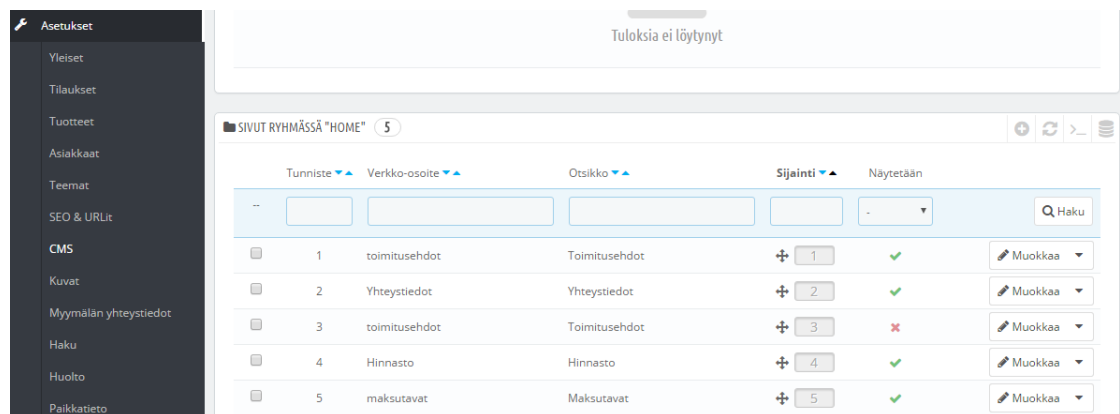 Asetukset
Yleiset
Tilaukset
Tuotteet
Asiakkaat
Teemat
SEO & URLit
CMS
Kuvat
Myymälän yhteystiedot
Haku
Huolto
Paikkatieto
Tuloksia ei löytynyt
SIVUT RYHMÄSSÄ "HOME" 5
Tunniste Verkko-osoite Otsikko Sijainti Näytetään
-- - Haku
1 toimitusehdot Toimitusehdot 1 Muokkaa
2 Yhteystiedot Yhteystiedot 2 Muokkaa
3 toimitusehdot Toimitusehdot 3 Muokkaa
4 Hinnasto Hinnasto 4 Muokkaa
5 maksutavat Maksutavat 5 Muokkaa